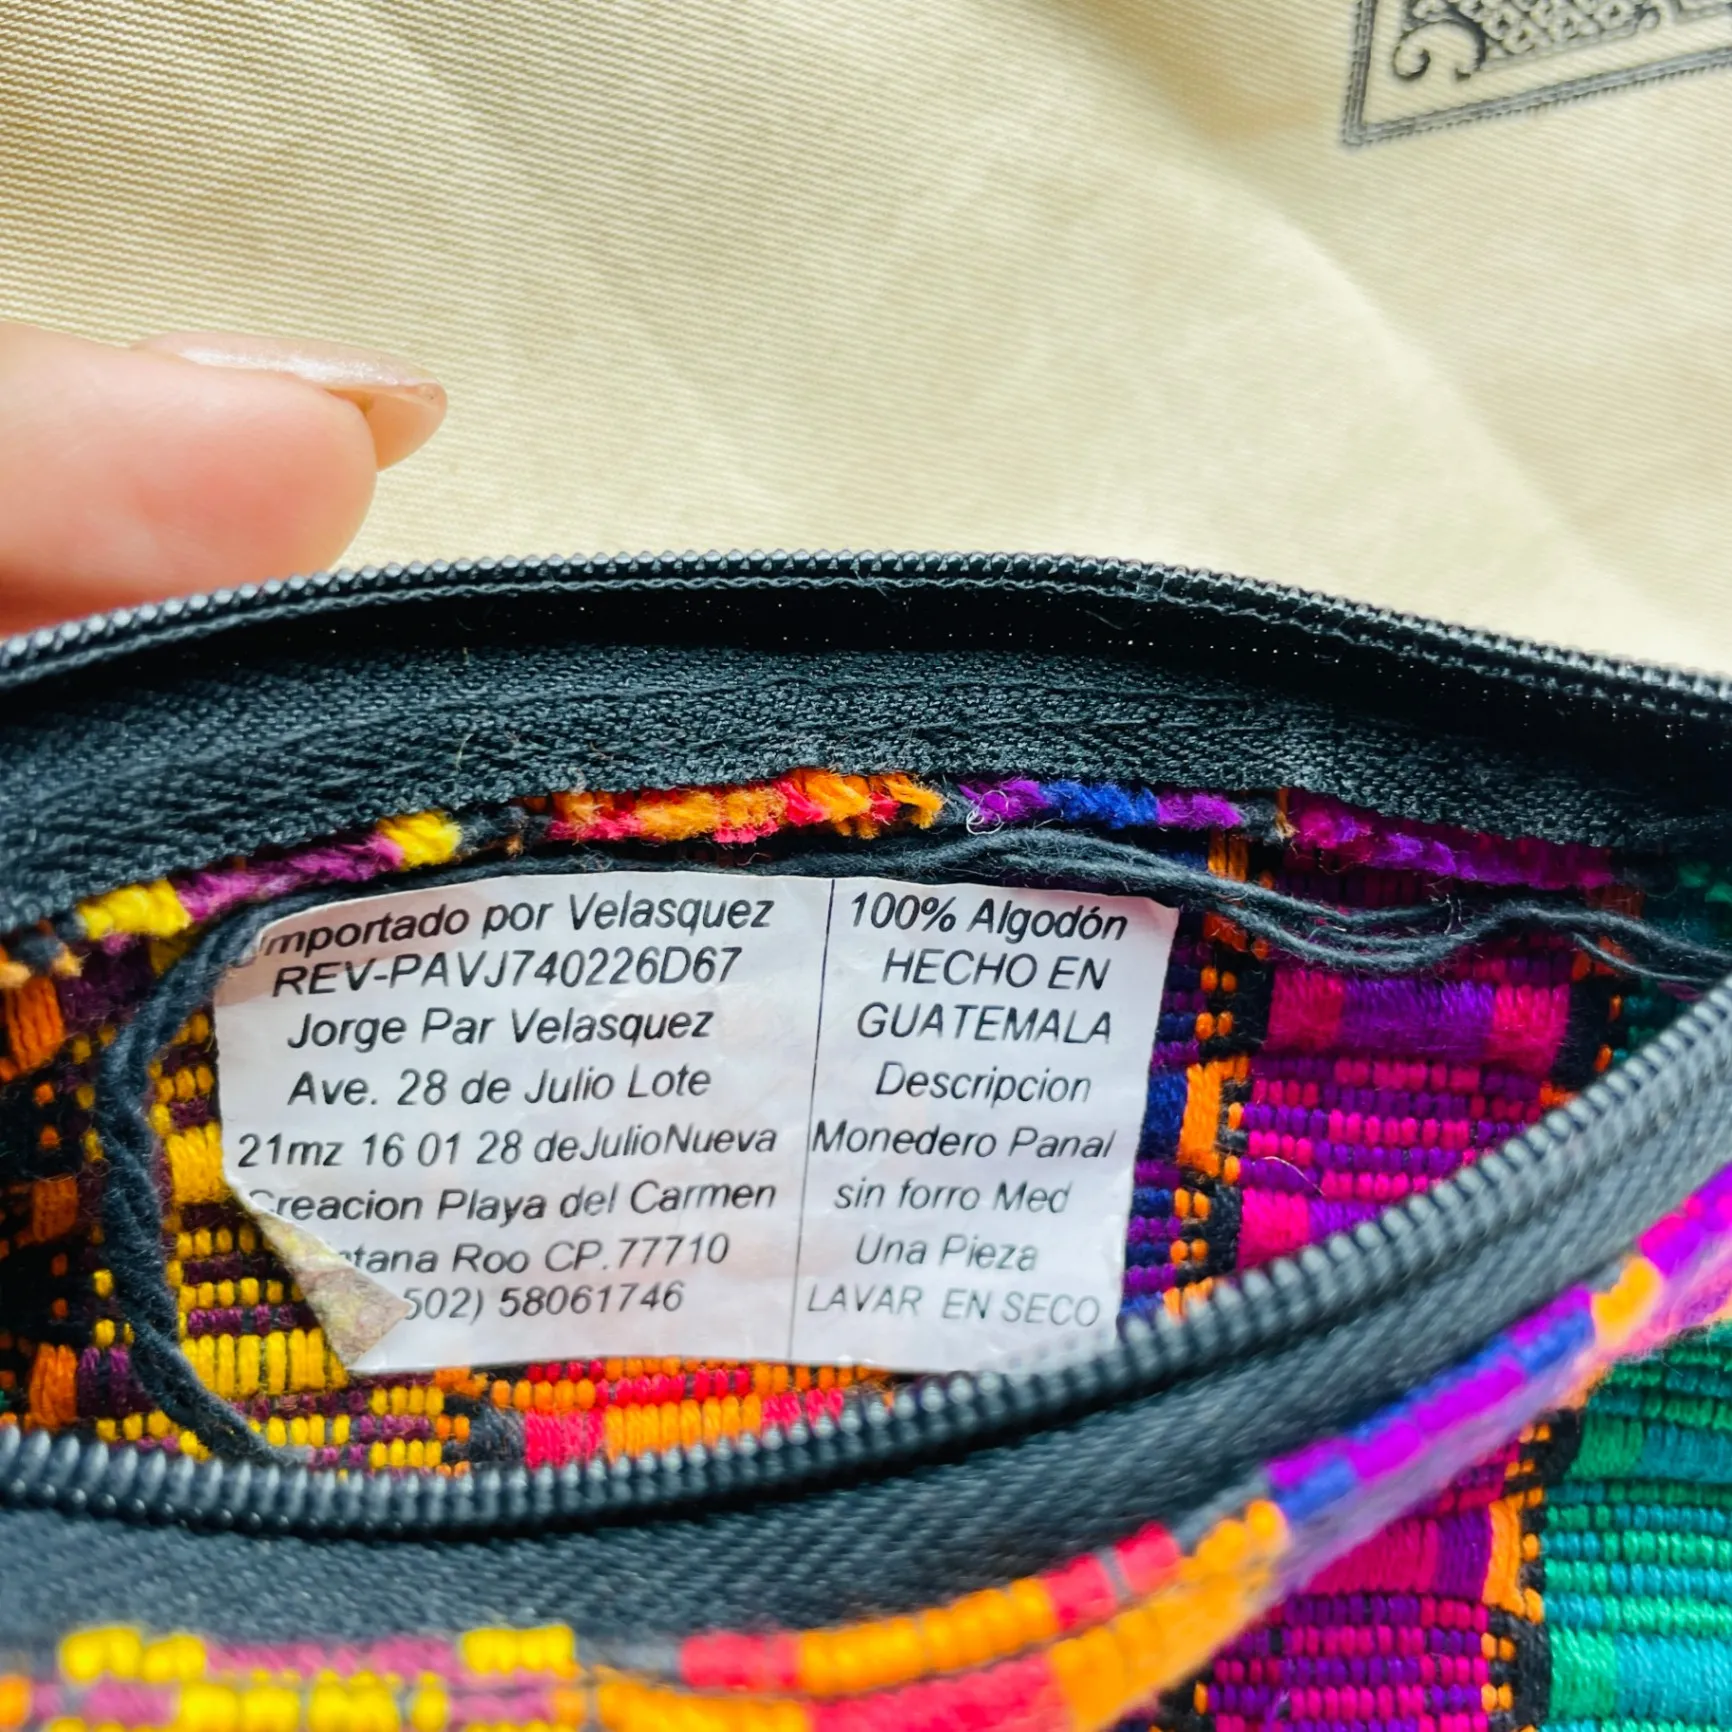 Importado por Velasquez
REV-PAVJ740226D67
Jorge Par Velasquez
Ave. 28 de Julio Lote
21mz 16 01 28 deJulioNueva
Creacion Playa del Carmen
tana Roo CP.77710
502) 58061746
100% Algodón
HECHO EN
GUATEMALA
Descripcion
Monedero Panal
sin forro Med
Una Pieza
LAVAR EN SECO